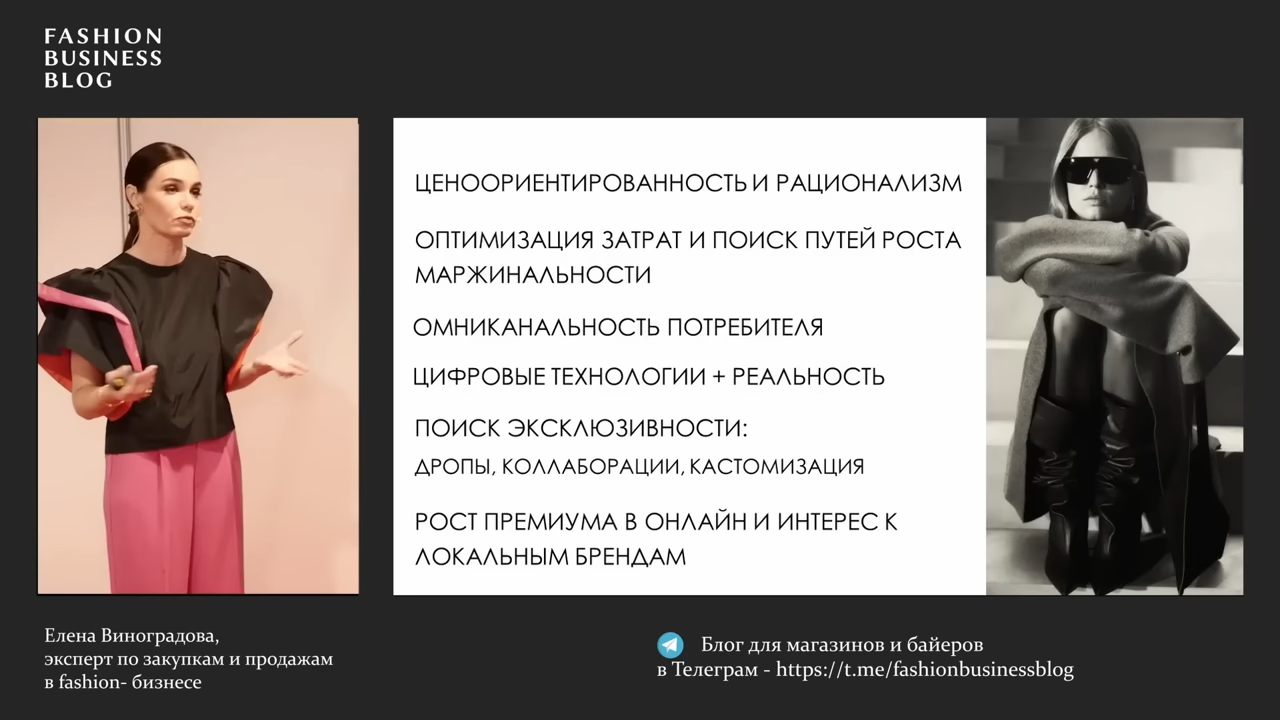 FASHION
BUSINESS
BLOG
ЦЕНООРИЕНТИРОВАННОСТЬ И РАЦИОНАЛИЗМ
ОПТИМИЗАЦИЯ ЗАТРАТ И ПОИСК ПУТЕЙ РОСТА
МАРЖИНАЛЬНОСТИ
ОМНИКАНАЛЬНОСТЬ ПОТРЕБИТЕЛЯ
ЦИФРОВЫЕ ТЕХНОЛОГИИ + РЕАЛЬНОСТЬ
ПОИСК ЭКСКЛЮЗИВНОСТИ:
ДРОПЫ, КОЛЛАБОРАЦИИ, КАСТОМИЗАЦИЯ
РОСТ ПРЕМИУМА В ОНЛАЙН И ИНТЕРЕС К
ЛОКАЛЬНЫМ БРЕНДАМ
Елена Виноградова,
эксперт по закупкам и продажам
в fashion- бизнесе
Блог для магазинов и байеров
в Телеграм - https://t.me/fashionbusinessblog